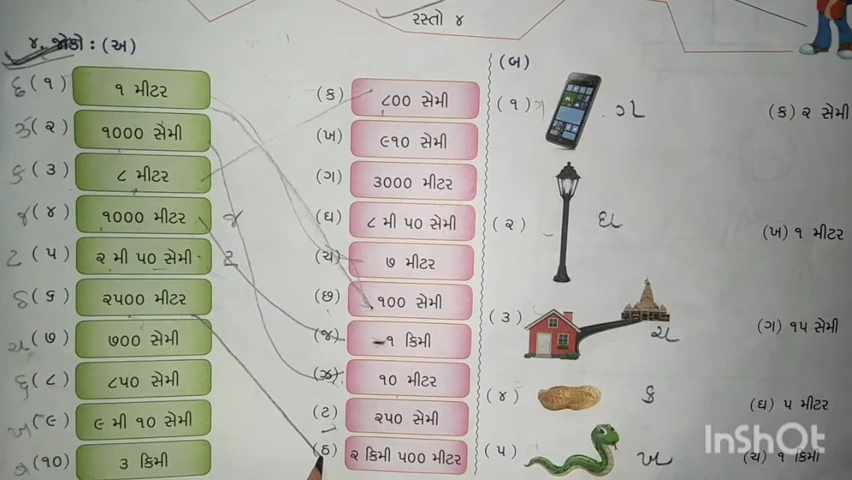 રસ્તો ૪
૪. જોડો : (અ)
(બ)
છ (૧) ૧ મીટર
ઝ (૨) ૧૦૦૦ સેમી
ક (૩) ૮ મીટર
જ (૪) ૧૦૦૦ મીટર
ટ (૫) ૨ મી ૫૦ સેમી ટ
ઠ (૬) ૨૫૦૦ મીટર
ચ (૭) ૭૦૦ સેમી
ઘ (૮) ૮૫૦ સેમી
ખ (૯) ૯ મી ૧૦ સેમી
ગ (૧૦) ૩ કિમી
(ક) ૮૦૦ સેમી
(ખ) ૯૧૦ સેમી
(ગ) ૩૦૦૦ મીટર
(ઘ) ૮ મી ૫૦ સેમી
(ચ) ૭ મીટર
(છ) ૧૦૦ સેમી
(જ) ૧ કિમી
(ઝ) ૧૦ મીટર
(ટ) ૨૫૦ સેમી
(ઠ) ૨ કિમી ૫૦૦ મીટર
(૧) ગ (ક) ૨ સેમી
(૨) ઘ (ખ) ૧ મીટર
(૩) ચ (ગ) ૧૫ સેમી
(૪) ક (ઘ) ૫ મીટર
(૫) ખ (ચ) ૧ કિમી
InShOt